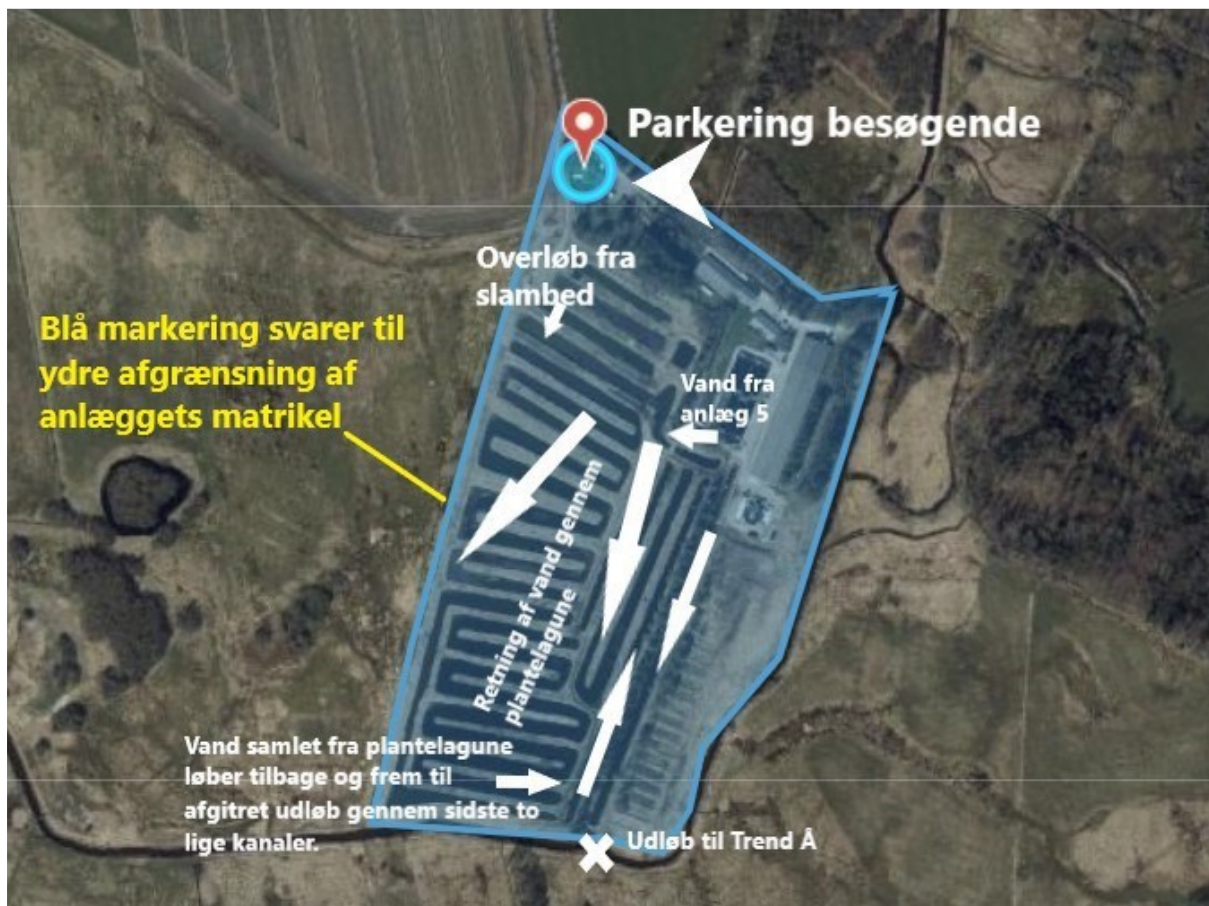 Parkering besøgende
Overløb fra
slambed
Blå markering svarer til
ydre afgrænsning af
anlæggets matrikel
Vand fra
anlæg 5
Retning af vand gennem
plantelagune
Vand samlet fra plantelagune
løber tilbage og frem til
afgitret udløb gennem sidste to
lige kanaler.
Udløb til Trend Å